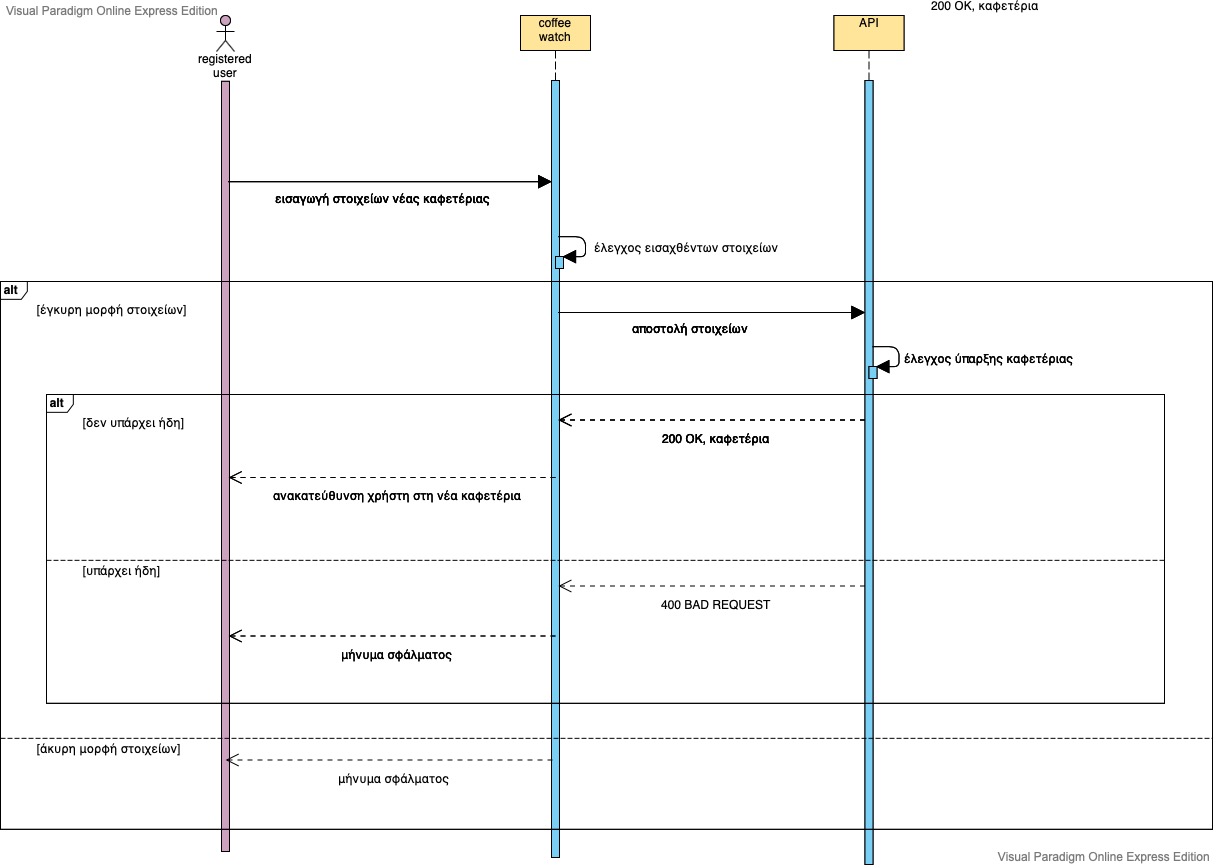 Visual Paradigm Online Express Edition
200 OK, καφετέρια
coffee
watch
API
registered
user
εισαγωγή στοιχείων νέας καφετέριας
έλεγχος εισαχθέντων στοιχείων
alt
[έγκυρη μορφή στοιχείων]
αποστολή στοιχείων
έλεγχος ύπαρξης καφετέριας
alt
[δεν υπάρχει ήδη]
200 OK, καφετέρια
ανακατεύθυνση χρήστη στη νέα καφετέρια
[υπάρχει ήδη]
400 BAD REQUEST
μήνυμα σφάλματος
[άκυρη μορφή στοιχείων]
μήνυμα σφάλματος
Visual Paradigm Online Express Edition